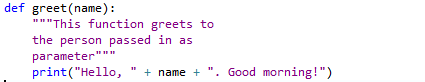 def greet(name):
    """This function greets to
    the person passed in as
    parameter"""
    print("Hello, " + name + ". Good morning!")